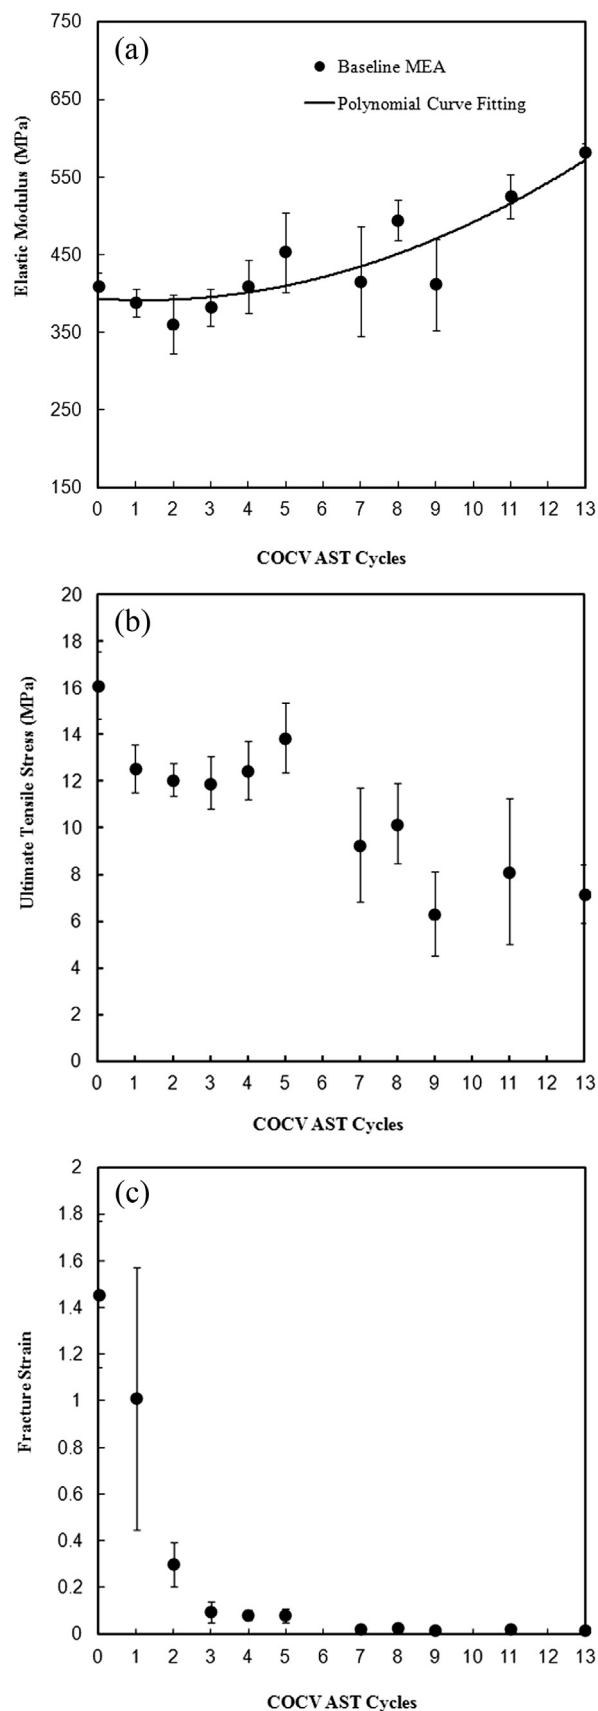 (a)
Baseline MEA
Polynomial Curve Fitting
Elastic Modulus (MPa)
750
650
550
450
350
250
150
0 1 2 3 4 5 6 7 8 9 10 11 12 13
COCV AST Cycles
(b)
Ultimate Tensile Stress (MPa)
20
18
16
14
12
10
8
6
4
2
0
0 1 2 3 4 5 6 7 8 9 10 11 12 13
COCV AST Cycles
(c)
Fracture Strain
2
1.8
1.6
1.4
1.2
1
0.8
0.6
0.4
0.2
0
0 1 2 3 4 5 6 7 8 9 10 11 12 13
COCV AST Cycles